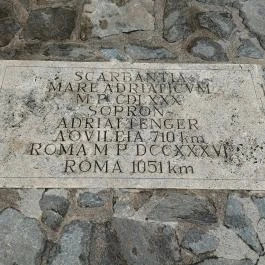 SCARBANTIA
MARE ADRIATICVM
M P CDLXXX
SOPRON-
ADRIAI TENGER
AQVILEIA 710 km
ROMA M P DCCXXXVI
ROMA 1051 km